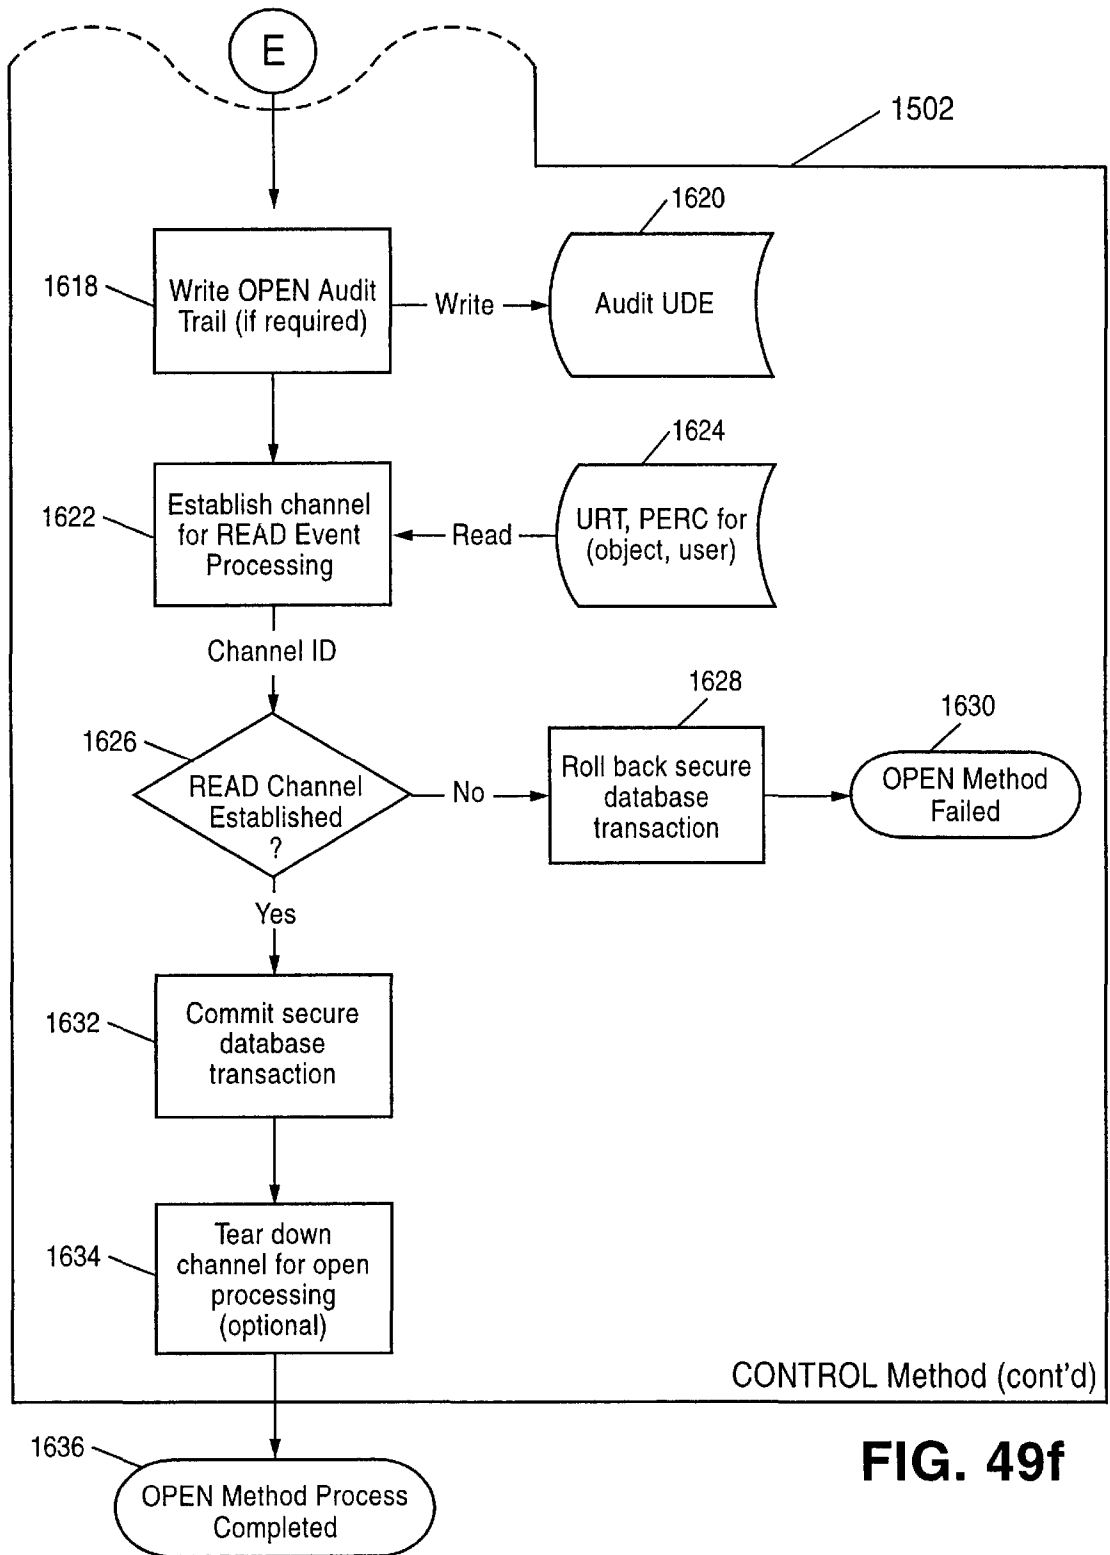 E
1502
1620
1618
Write OPEN Audit
Trail (if required)
Write
Audit UDE
1624
1622
Establish channel
for READ Event
Processing
Read
URT, PERC for
(object, user)
Channel ID
1626
READ Channel
Established
?
No
1628
Roll back secure
database
transaction
1630
OPEN Method
Failed
Yes
1632
Commit secure
database
transaction
1634
Tear down
channel for open
processing
(optional)
CONTROL Method (cont'd)
1636
OPEN Method Process
Completed
FIG. 49f